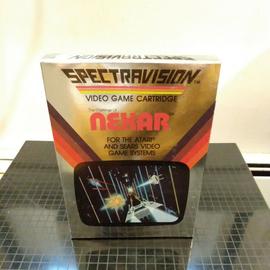 SPECTRAVISION
VIDEO GAME CARTRIDGE
The Challenge Of
NEXAR
FOR THE ATARI®
AND SEARS VIDEO
GAME SYSTEMS